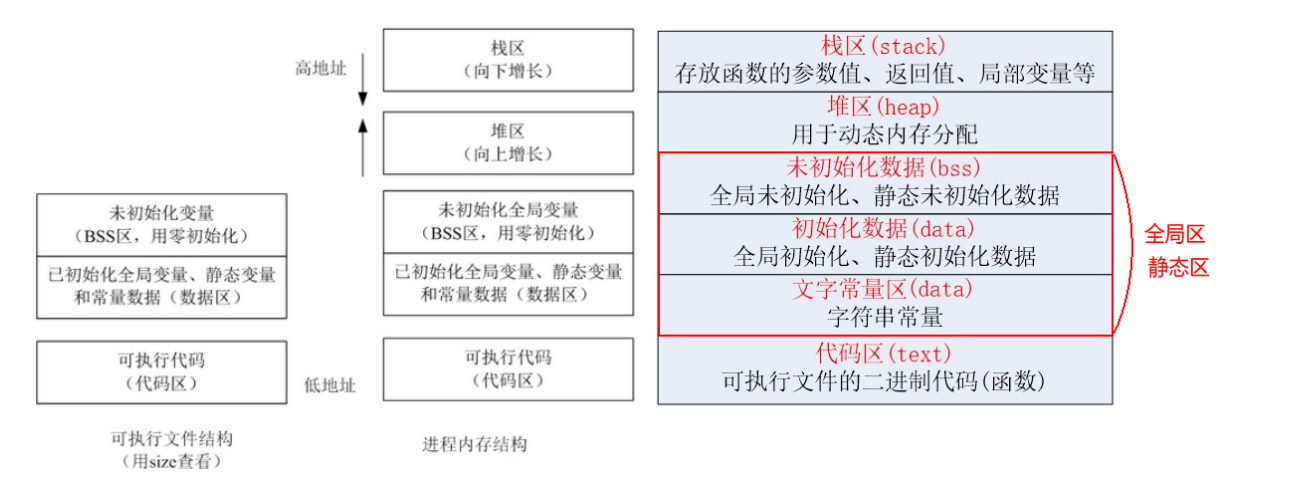 高地址
栈区
（向下增长）
堆区
（向上增长）
未初始化变量
（BSS区，用零初始化）
已初始化全局变量、静态变量
和常量数据（数据区）
可执行代码
（代码区）
可执行文件结构
（用size查看）
未初始化全局变量
（BSS区，用零初始化）
已初始化全局变量、静态变量
和常量数据（数据区）
低地址
可执行代码
（代码区）
进程内存结构
栈区(stack)
存放函数的参数值、返回值、局部变量等
堆区(heap)
用于动态内存分配
未初始化数据(bss)
全局未初始化、静态未初始化数据
初始化数据(data)
全局初始化、静态初始化数据
文字常量区(data)
字符串常量
代码区(text)
可执行文件的二进制代码(函数)
全局区
静态区